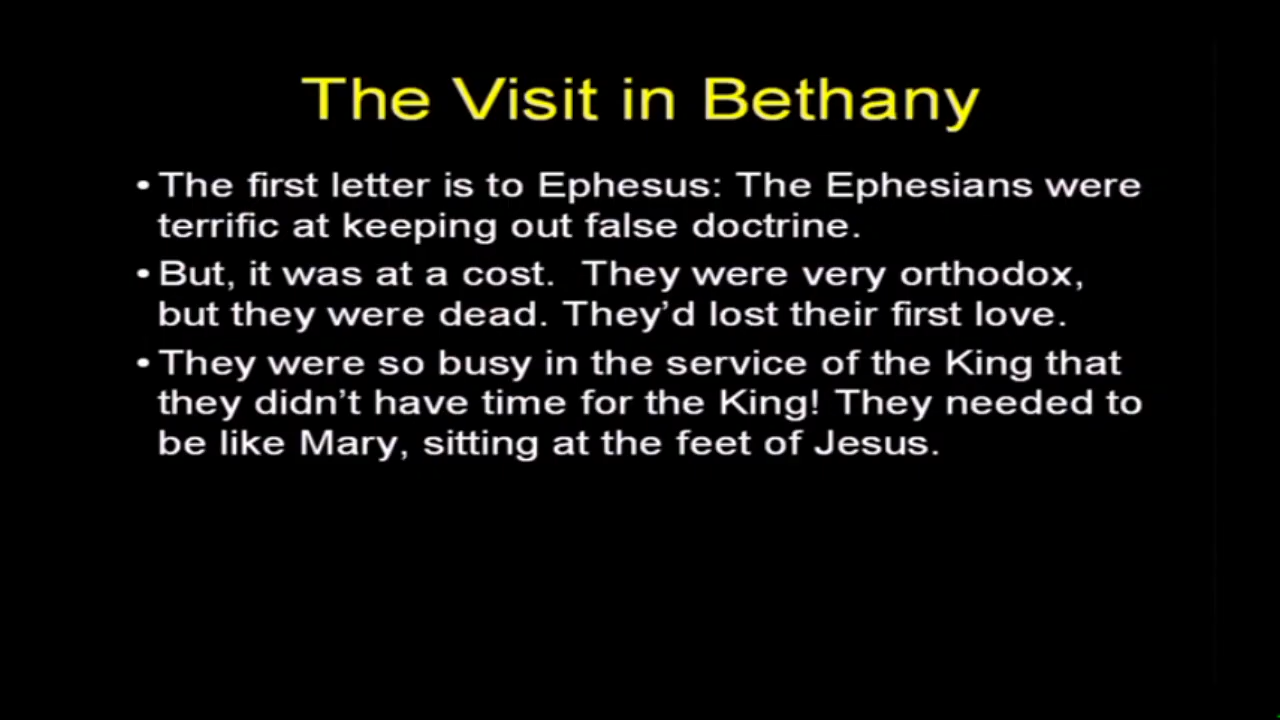 The Visit in Bethany
• The first letter is to Ephesus: The Ephesians were
terrific at keeping out false doctrine.
• But, it was at a cost.  They were very orthodox,
but they were dead. They’d lost their first love.
• They were so busy in the service of the King that
they didn’t have time for the King! They needed to
be like Mary, sitting at the feet of Jesus.